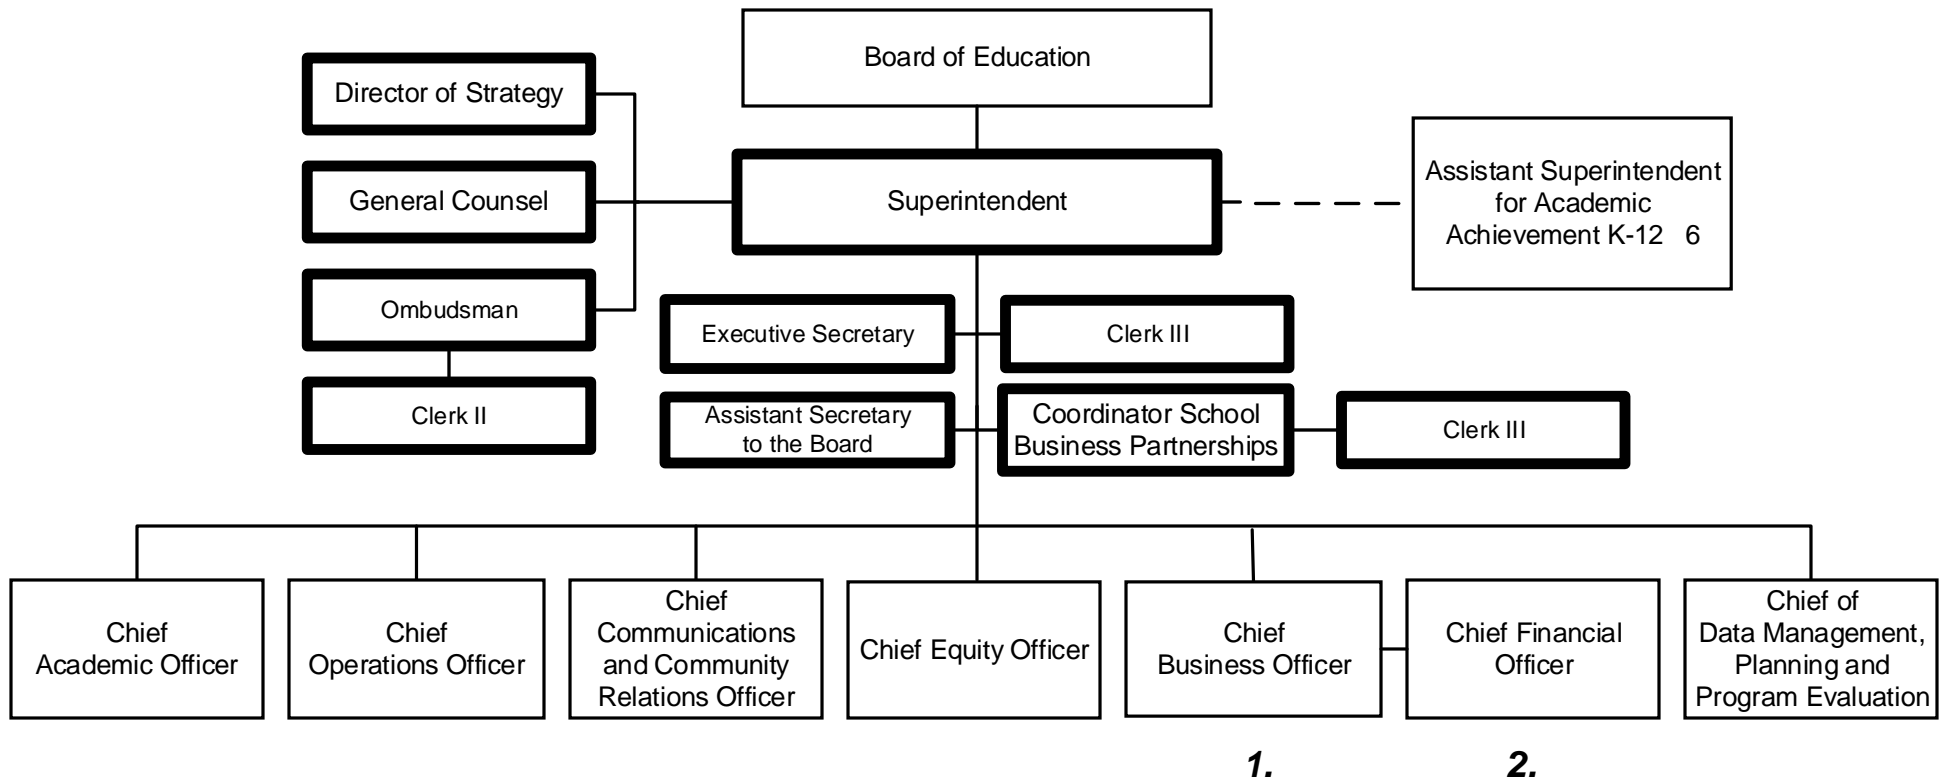 Board of Education
Director of Strategy
General Counsel
Superintendent
Assistant Superintendent
for Academic
Achievement K-12 6
Ombudsman
Clerk II
Executive Secretary
Clerk III
Assistant Secretary
to the Board
Coordinator School
Business Partnerships
Clerk III
Chief
Academic Officer
Chief
Operations Officer
Chief
Communications
and Community
Relations Officer
Chief Equity Officer
Chief
Business Officer
Chief Financial
Officer
Chief of
Data Management,
Planning and
Program Evaluation
1.
2.